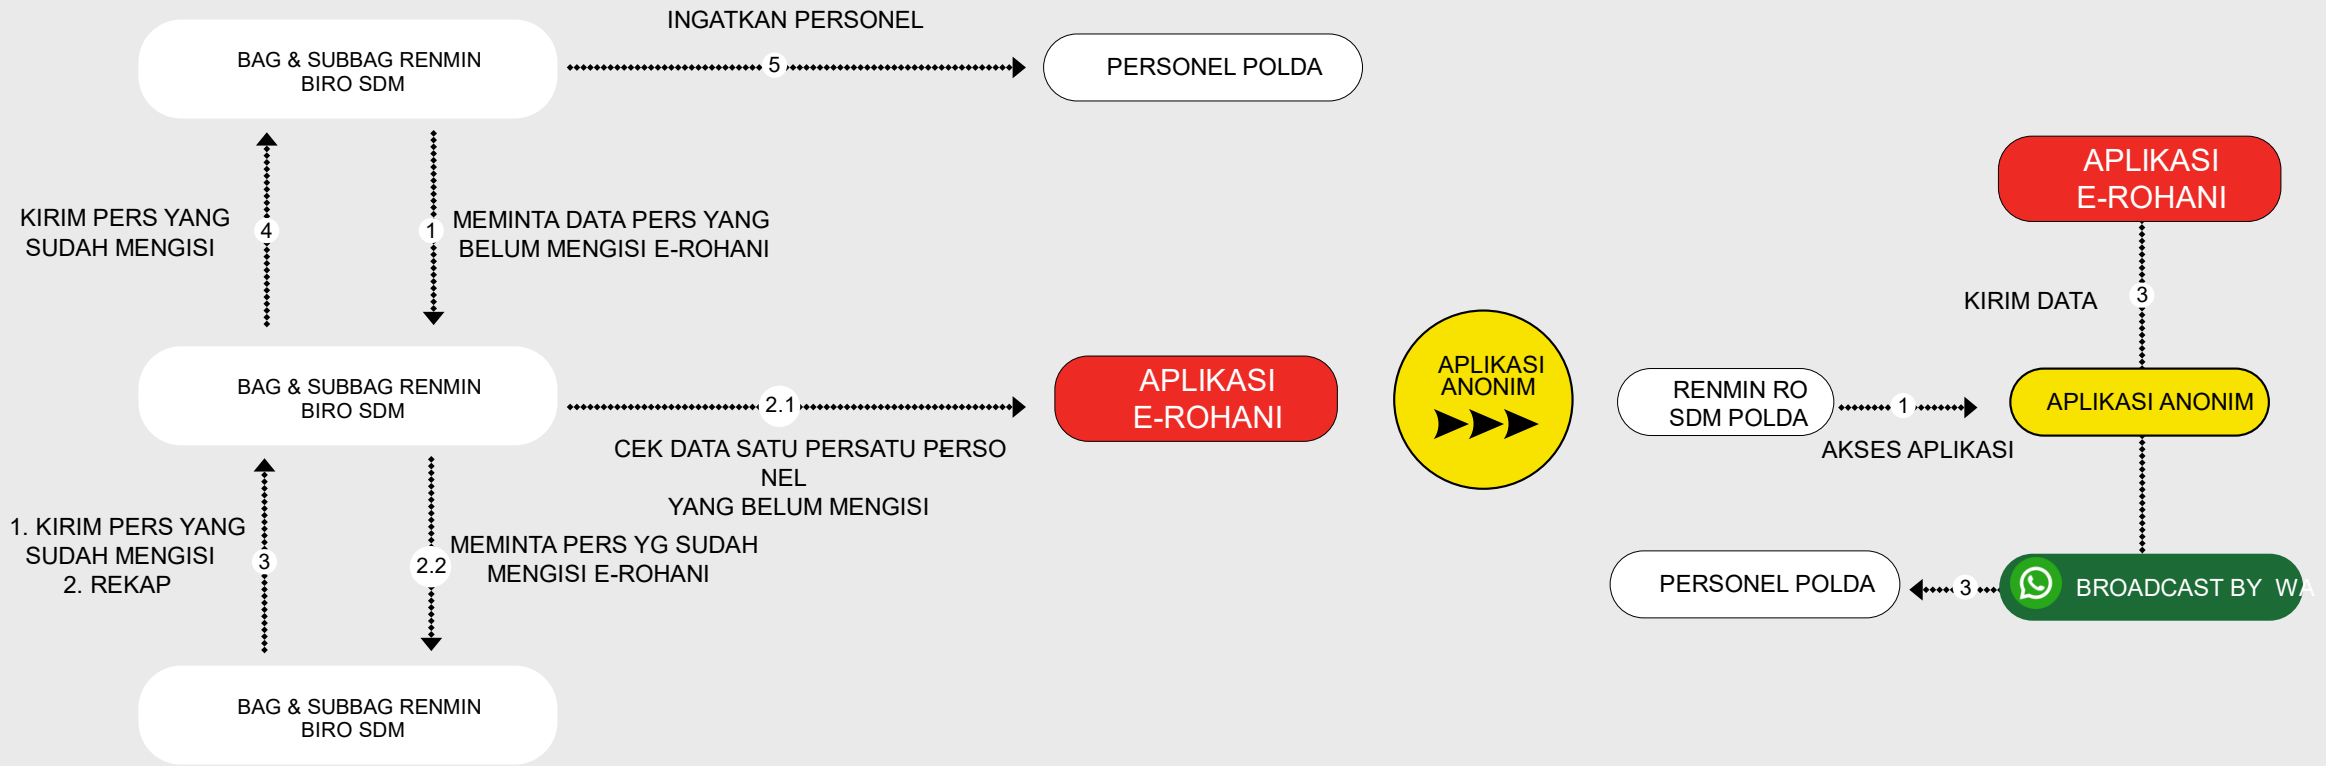 INGATKAN PERSONEL
BAG & SUBBAG RENMIN
BIRO SDM
5
PERSONEL POLDA
KIRIM PERS YANG
SUDAH MENGISI
4
1
MEMINTA DATA PERS YANG
BELUM MENGISI E-ROHANI
BAG & SUBBAG RENMIN
BIRO SDM
2.1
APLIKASI
E-ROHANI
CEK DATA SATU PERSATU PERSO
NEL
YANG BELUM MENGISI
1. KIRIM PERS YANG
SUDAH MENGISI
2. REKAP
3
2.2
MEMINTA PERS YG SUDAH
MENGISI E-ROHANI
BAG & SUBBAG RENMIN
BIRO SDM
APLIKASI
ANONIM
APLIKASI
E-ROHANI
KIRIM DATA
3
RENMIN RO
SDM POLDA
1
AKSES APLIKASI
APLIKASI ANONIM
PERSONEL POLDA
3
BROADCAST BY WA